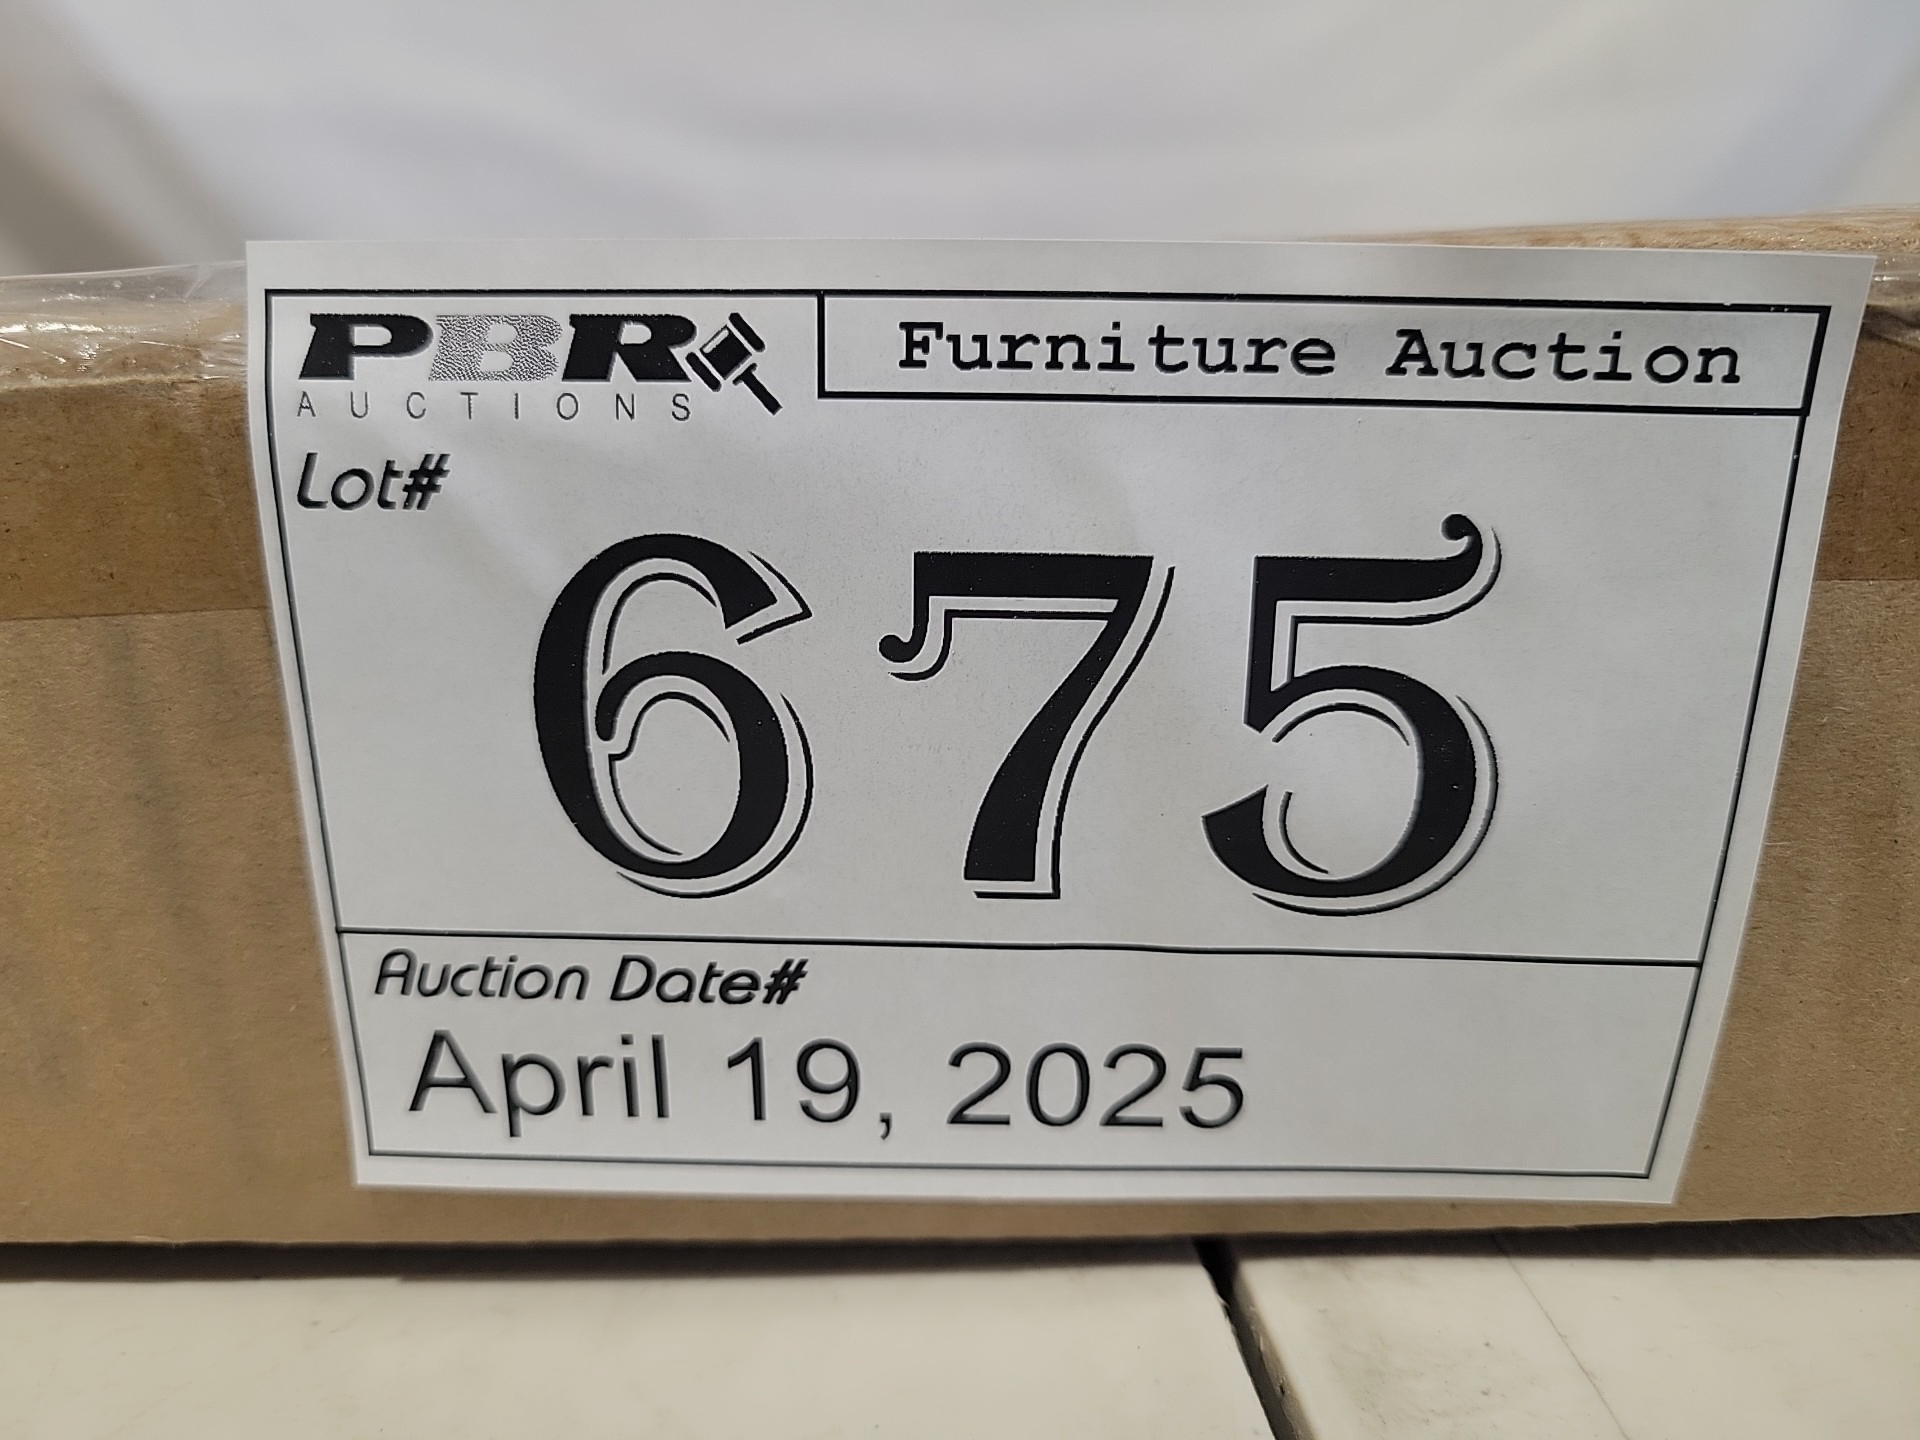 PBR
AUCTIONS
Furniture Auction
Lot#
675
Auction Date#
April 19, 2025